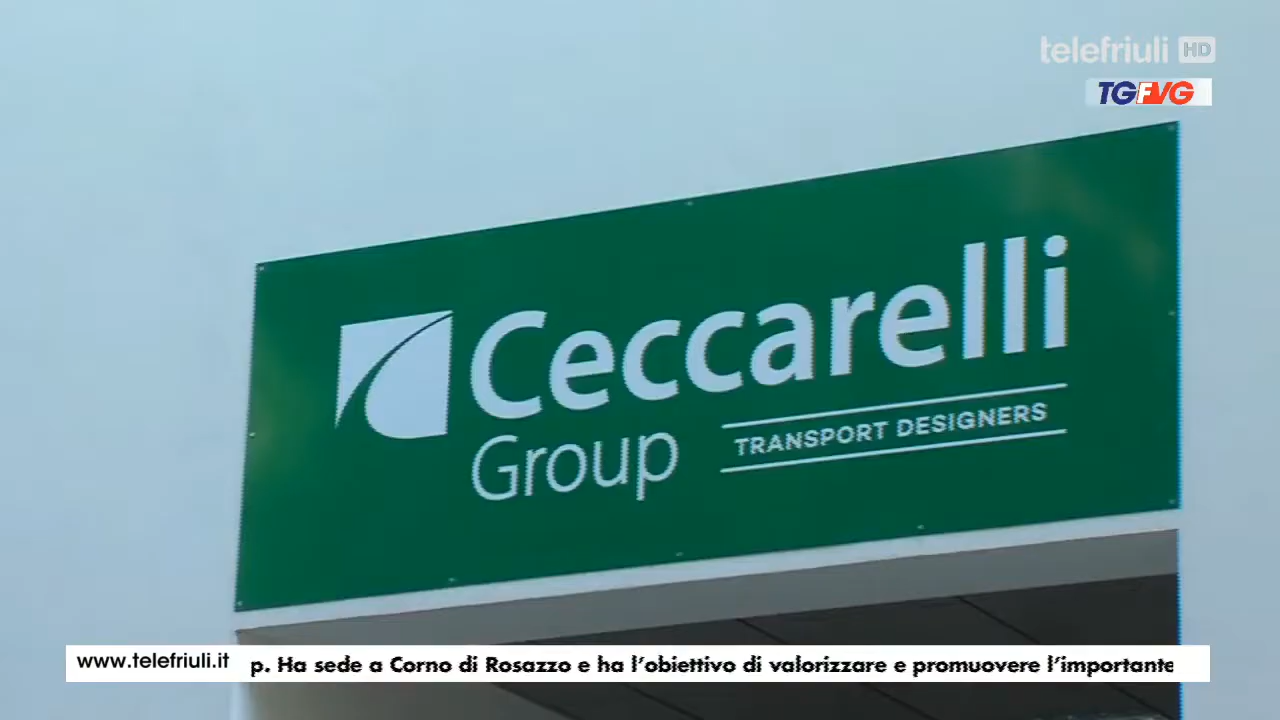 telefriuli HD
TGFVG
Ceccarelli
Group
TRANSPORT DESIGNERS
www.telefriuli.it
p. Ha sede a Corno di Rosazzo e ha l'obiettivo di valorizzare e promuovere l'importante